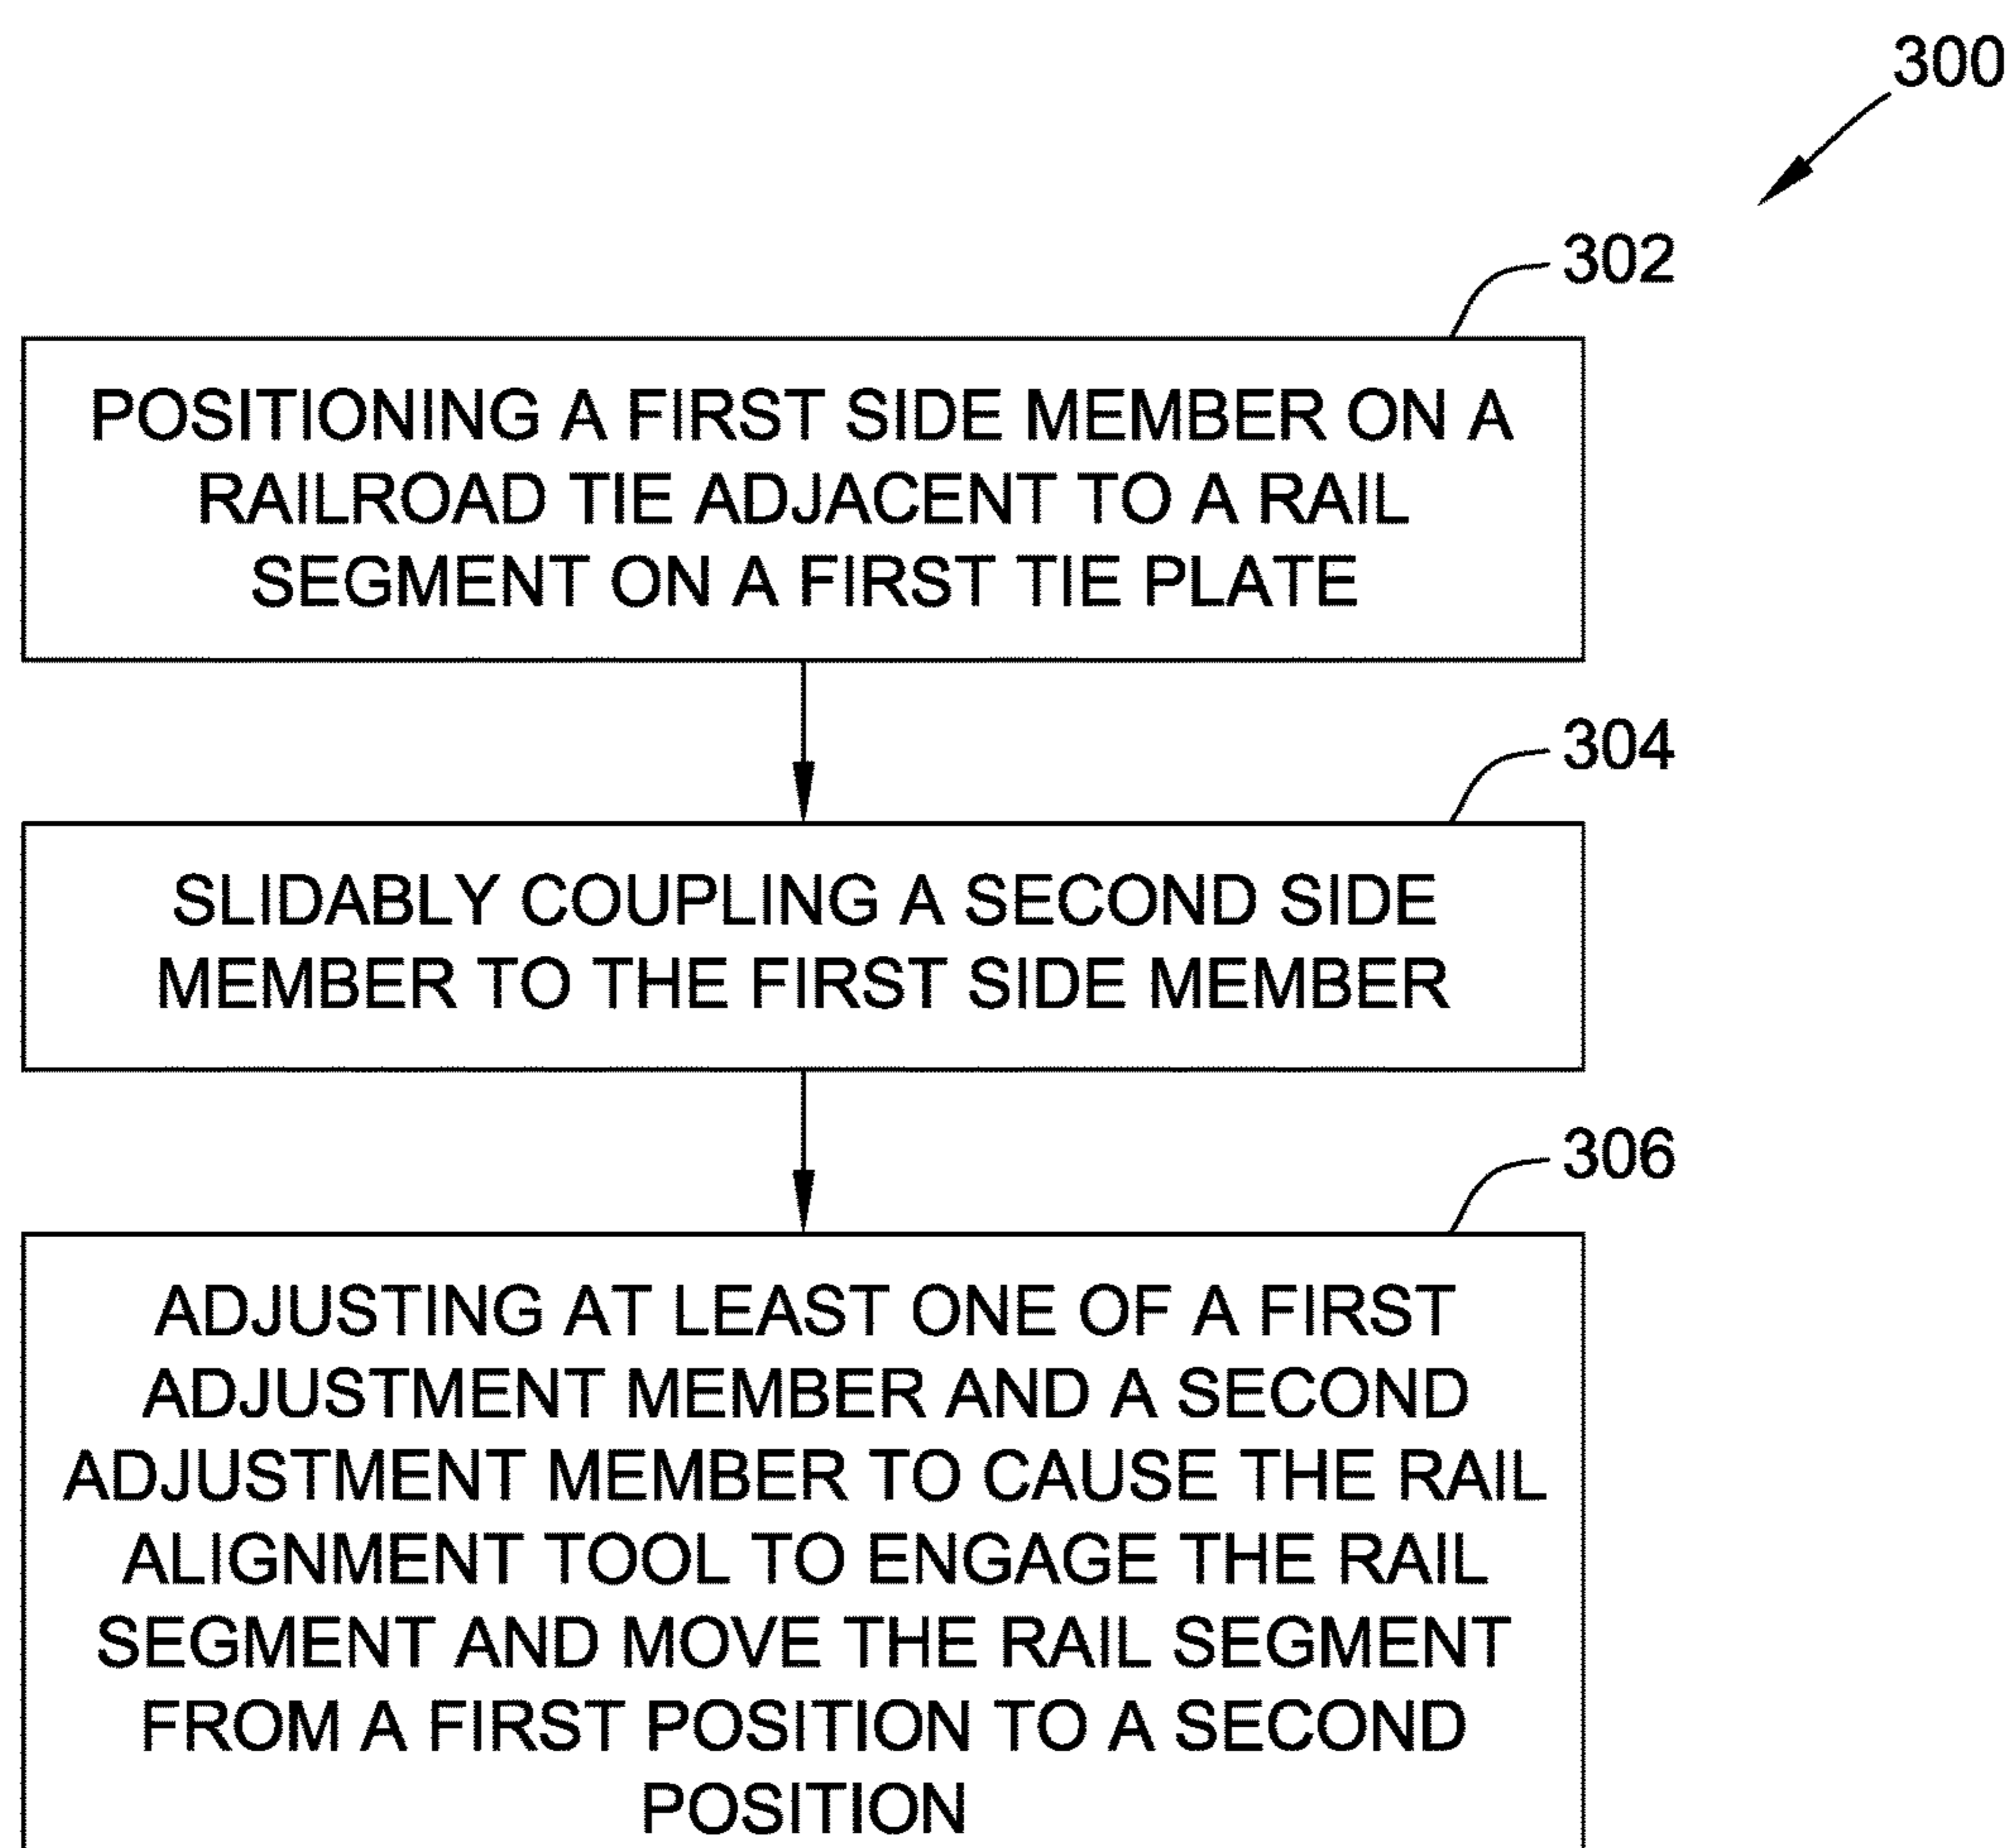 300
302
POSITIONING A FIRST SIDE MEMBER ON A
RAILROAD TIE ADJACENT TO A RAIL
SEGMENT ON A FIRST TIE PLATE
304
SLIDABLY COUPLING A SECOND SIDE
MEMBER TO THE FIRST SIDE MEMBER
306
ADJUSTING AT LEAST ONE OF A FIRST
ADJUSTMENT MEMBER AND A SECOND
ADJUSTMENT MEMBER TO CAUSE THE RAIL
ALIGNMENT TOOL TO ENGAGE THE RAIL
SEGMENT AND MOVE THE RAIL SEGMENT
FROM A FIRST POSITION TO A SECOND
POSITION